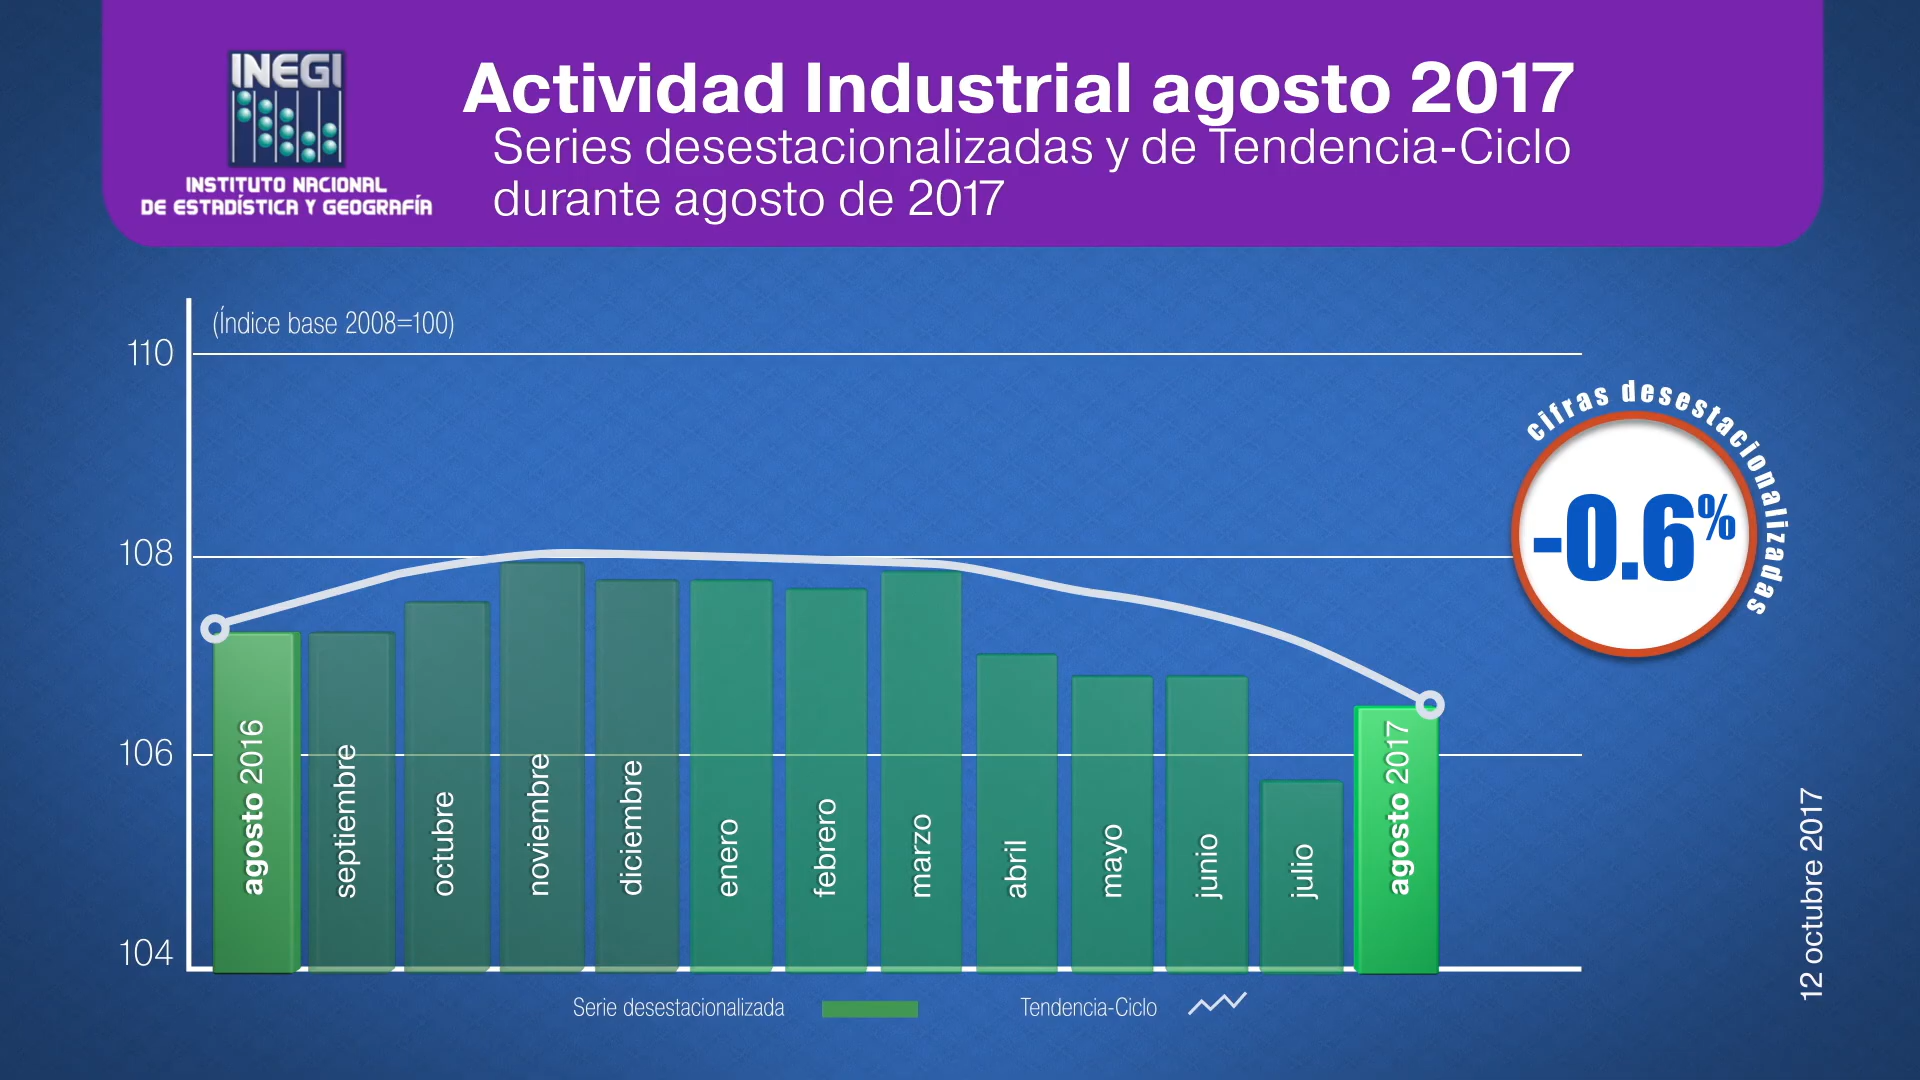 INEGI
INSTITUTO NACIONAL
DE ESTADÍSTICA Y GEOGRAFÍA
Actividad Industrial agosto 2017
Series desestacionalizadas y de Tendencia-Ciclo
durante agosto de 2017
(Índice base 2008=100)
110
108
106
104
agosto 2016
septiembre
octubre
noviembre
diciembre
enero
febrero
marzo
abril
mayo
junio
julio
agosto 2017
cifras desestacionalizadas
-0.6%
Serie desestacionalizada
Tendencia-Ciclo
12 octubre 2017